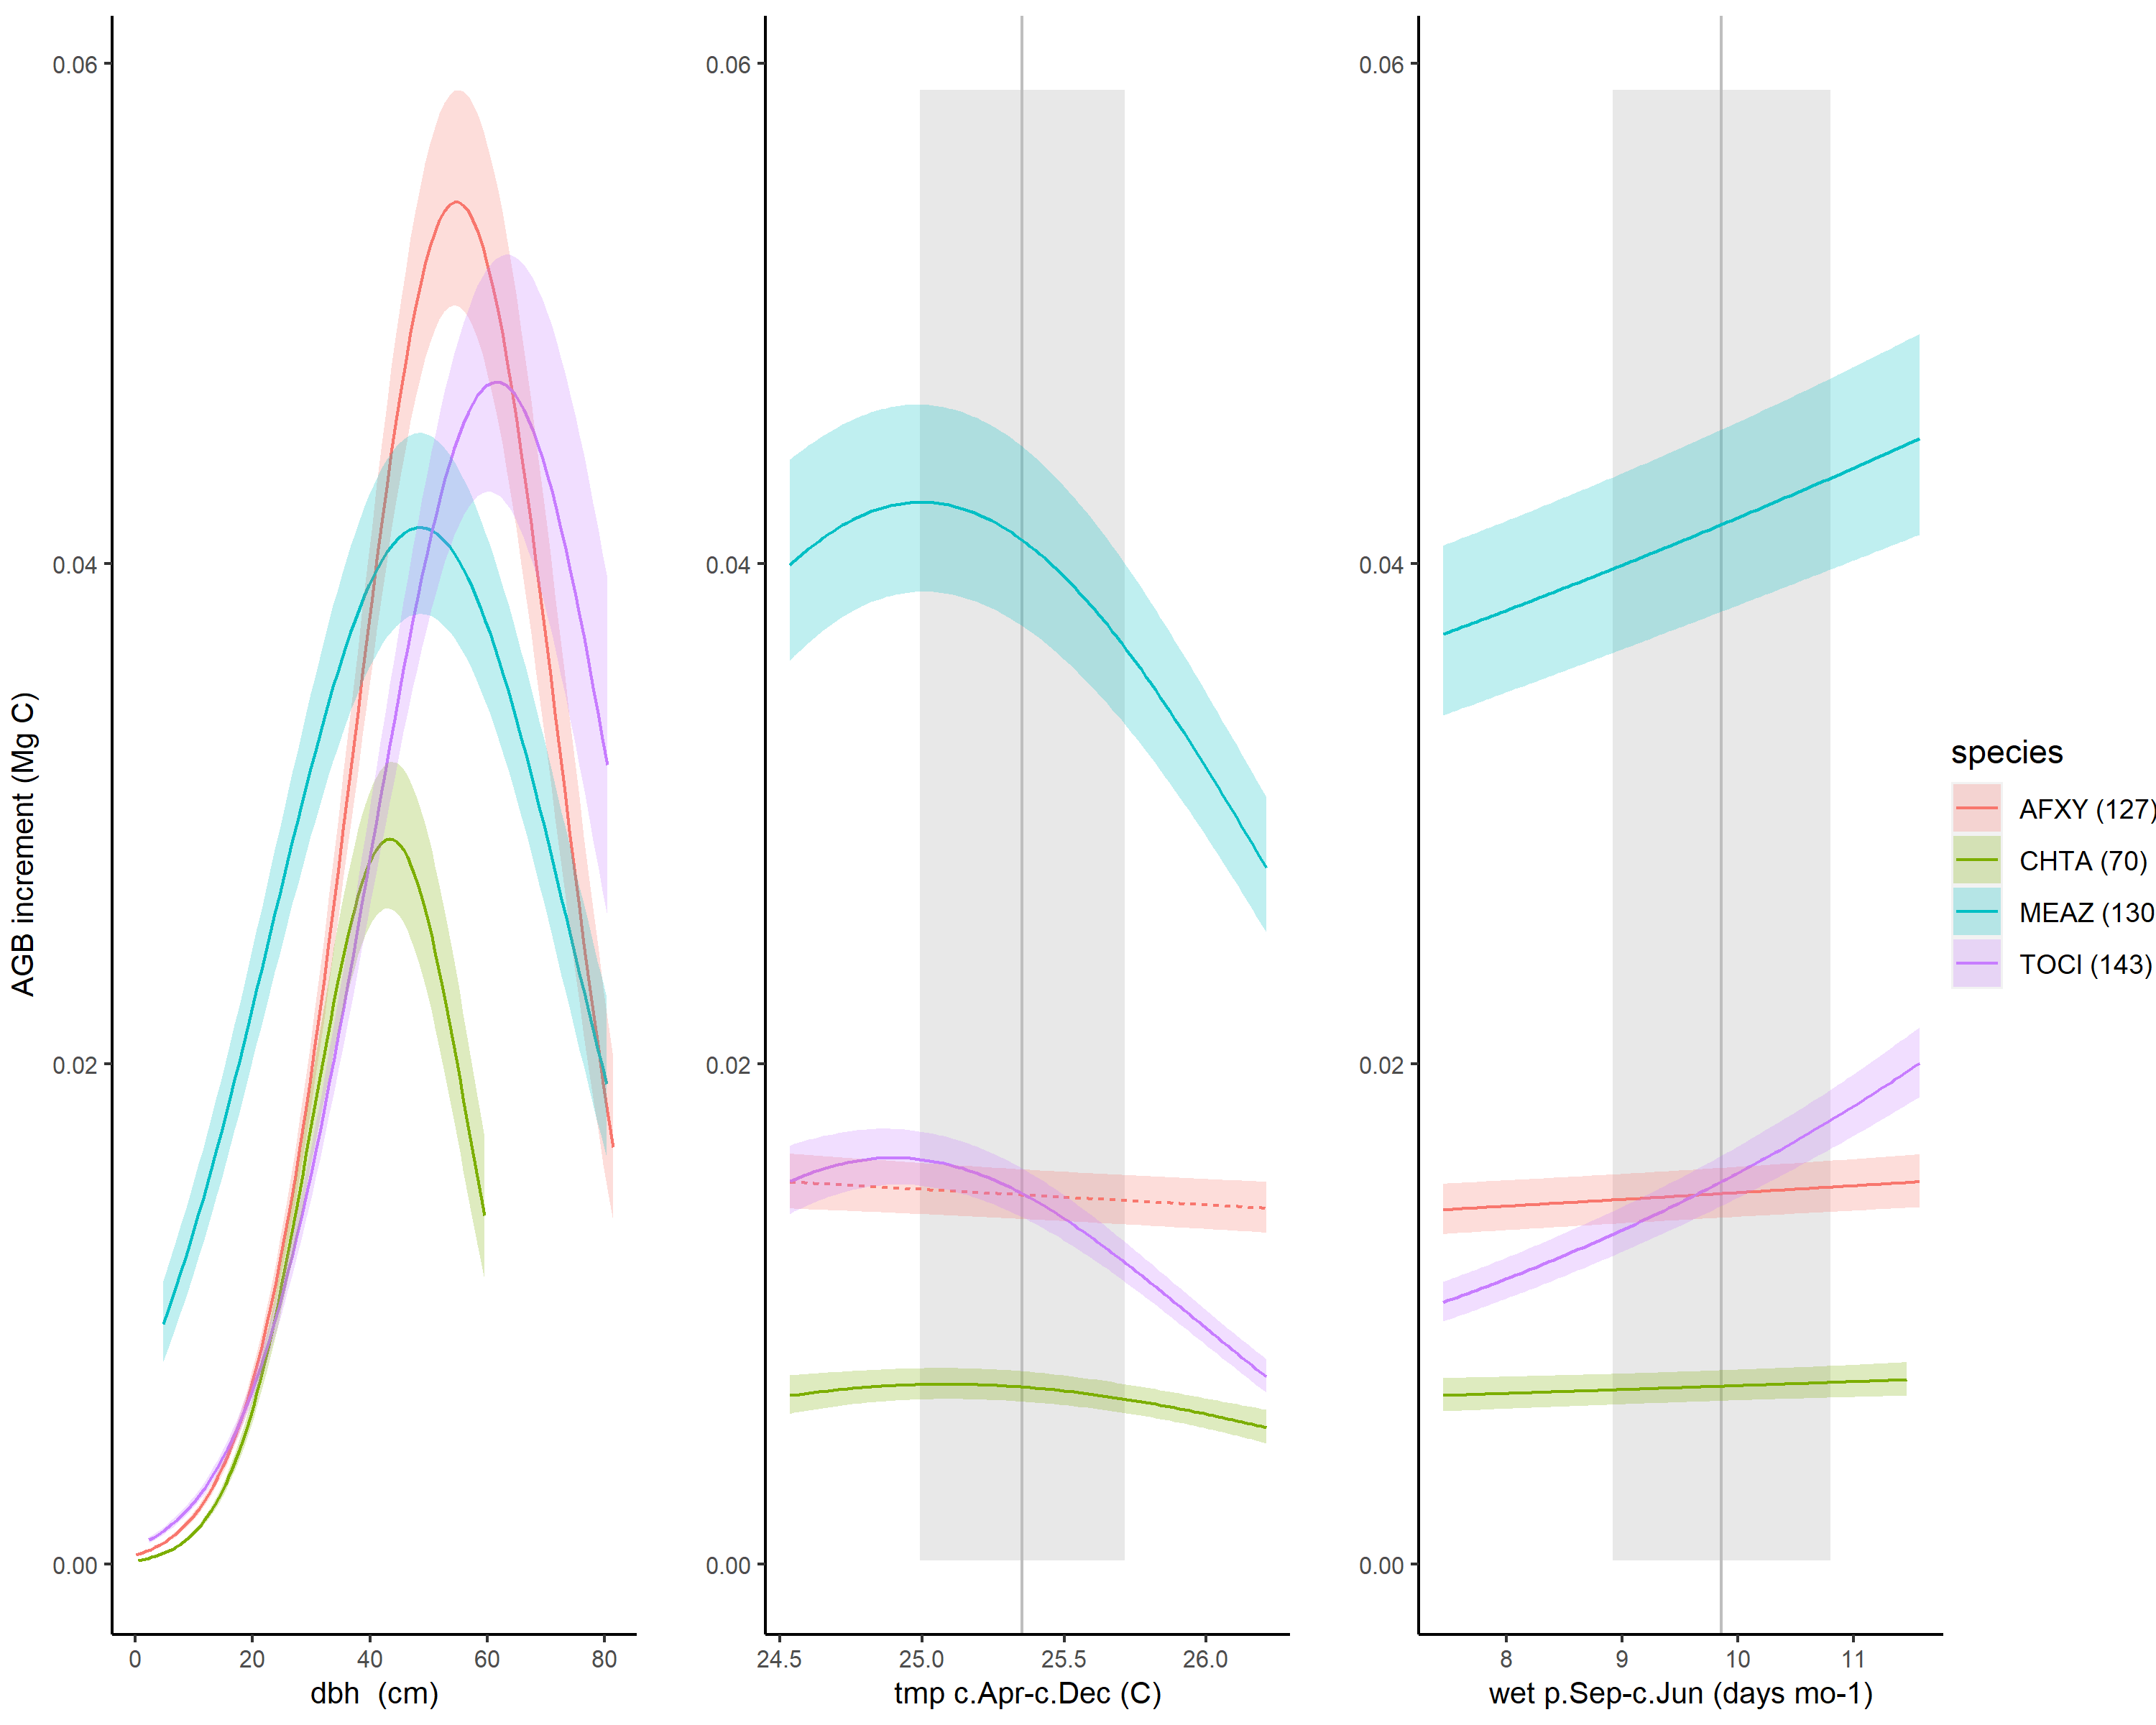 AGB increment (Mg C)
0.06
0.04
0.02
0.00
0 20 40 60 80
dbh  (cm)
0.06
0.04
0.02
0.00
24.5 25.0 25.5 26.0
tmp c.Apr-c.Dec (C)
0.06
0.04
0.02
0.00
8 9 10 11
wet p.Sep-c.Jun (days mo-1)
species
AFXY (127)
CHTA (70)
MEAZ (130
TOCI (143)